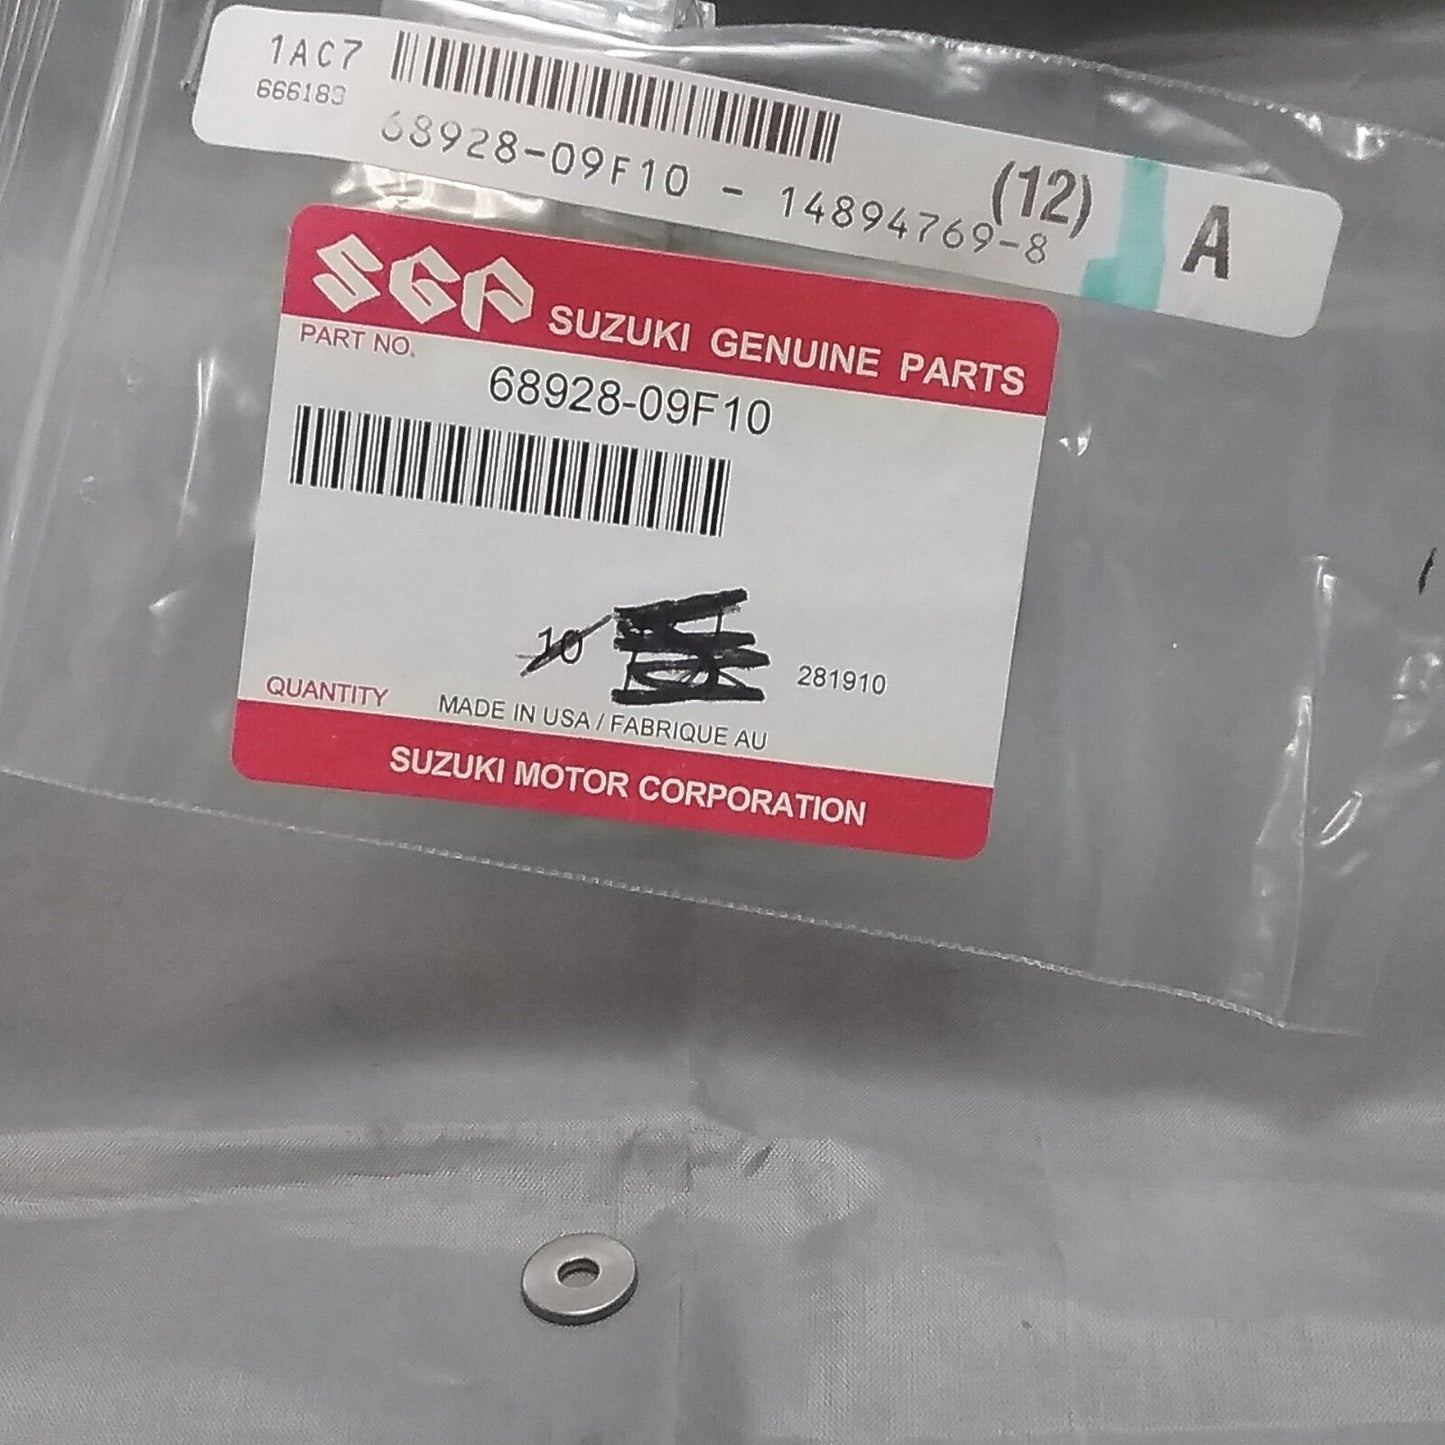 1AC7
666183
68928-09F10 - 14894769-8
(12)
A
SGP SUZUKI GENUINE PARTS
PART NO.
68928-09F10
10
281910
QUANTITY
MADE IN USA / FABRIQUE AU
SUZUKI MOTOR CORPORATION